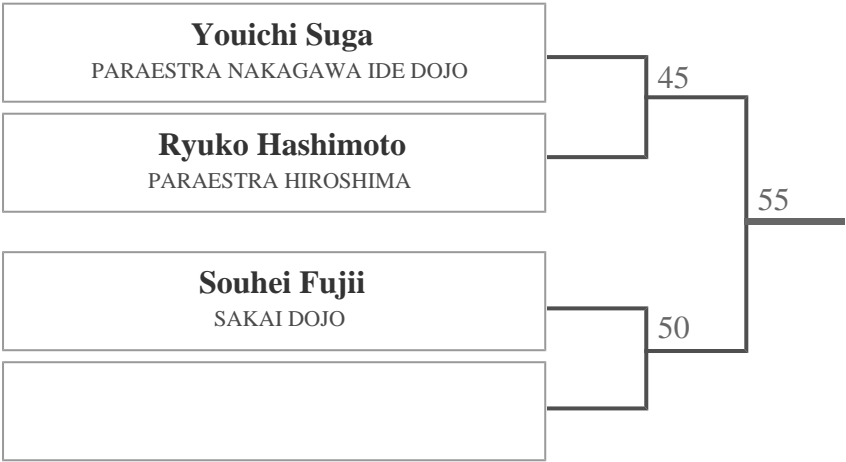 Youichi Suga
PARAESTRA NAKAGAWA IDE DOJO
45
Ryuko Hashimoto
PARAESTRA HIROSHIMA
55
Souhei Fujii
SAKAI DOJO
50